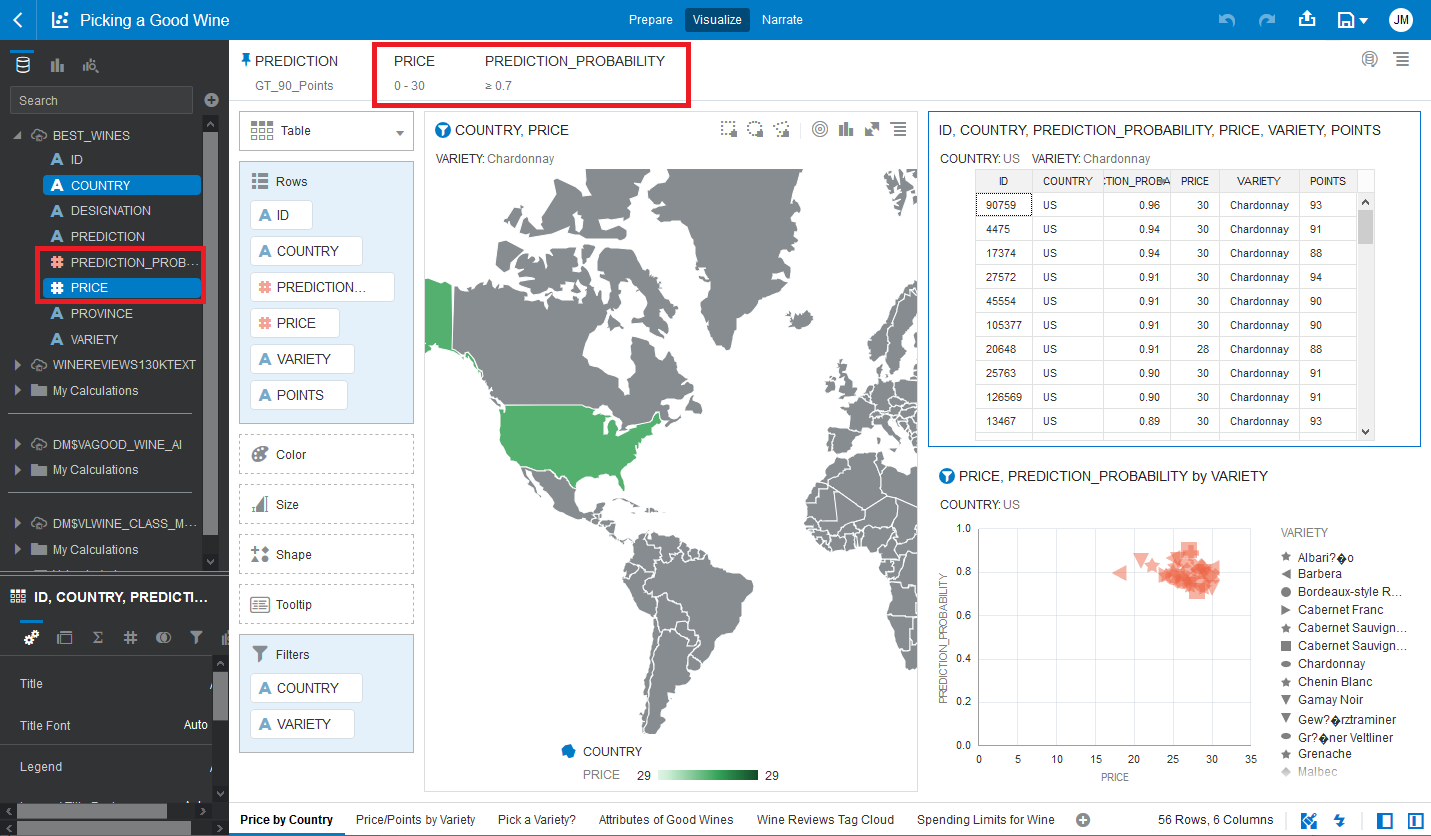 Picking a Good Wine
Prepare Visualize Narrate
JM
Search
BEST_WINES
A ID
A COUNTRY
A DESIGNATION
A PREDICTION
# PREDICTION_PROB...
# PRICE
A PROVINCE
A VARIETY
WINEREVIEWS130KTEXT
My Calculations
DM$VAGOOD_WINE_AI
My Calculations
DM$VLWINE_CLASS_M...
My Calculations
ID, COUNTRY, PREDICTI...
Title
Title Font Auto
Legend
PREDICTION PRICE PREDICTION_PROBABILITY
GT_90_Points 0 - 30 ≥ 0.7
Table
Rows
A ID
A COUNTRY
# PREDICTION...
# PRICE
A VARIETY
A POINTS
Color
Size
Shape
Tooltip
Filters
A COUNTRY
A VARIETY
COUNTRY, PRICE
VARIETY: Chardonnay
COUNTRY
PRICE 29 29
ID, COUNTRY, PREDICTION_PROBABILITY, PRICE, VARIETY, POINTS
COUNTRY: US VARIETY: Chardonnay
ID COUNTRY CTION_PROBA PRICE VARIETY POINTS
90759 US 0.96 30 Chardonnay 93
4475 US 0.94 30 Chardonnay 91
17374 US 0.94 30 Chardonnay 88
27572 US 0.91 30 Chardonnay 94
45554 US 0.91 30 Chardonnay 90
105377 US 0.91 30 Chardonnay 90
20648 US 0.91 28 Chardonnay 88
25763 US 0.90 30 Chardonnay 91
126569 US 0.90 30 Chardonnay 91
13467 US 0.89 30 Chardonnay 93
PRICE, PREDICTION_PROBABILITY by VARIETY
COUNTRY: US
PREDICTION_PROBABILITY
1.0
0.8
0.6
0.4
0.2
0.0
0 5 10 15 20 25 30 35
PRICE
VARIETY
Albari?�o
Barbera
Bordeaux-style R...
Cabernet Franc
Cabernet Sauvign...
Cabernet Sauvign...
Chardonnay
Chenin Blanc
Gamay Noir
Gew?�rztraminer
Gr?�ner Veltliner
Grenache
Malbec
Price by Country Price/Points by Variety Pick a Variety? Attributes of Good Wines Wine Reviews Tag Cloud Spending Limits for Wine 56 Rows, 6 Columns